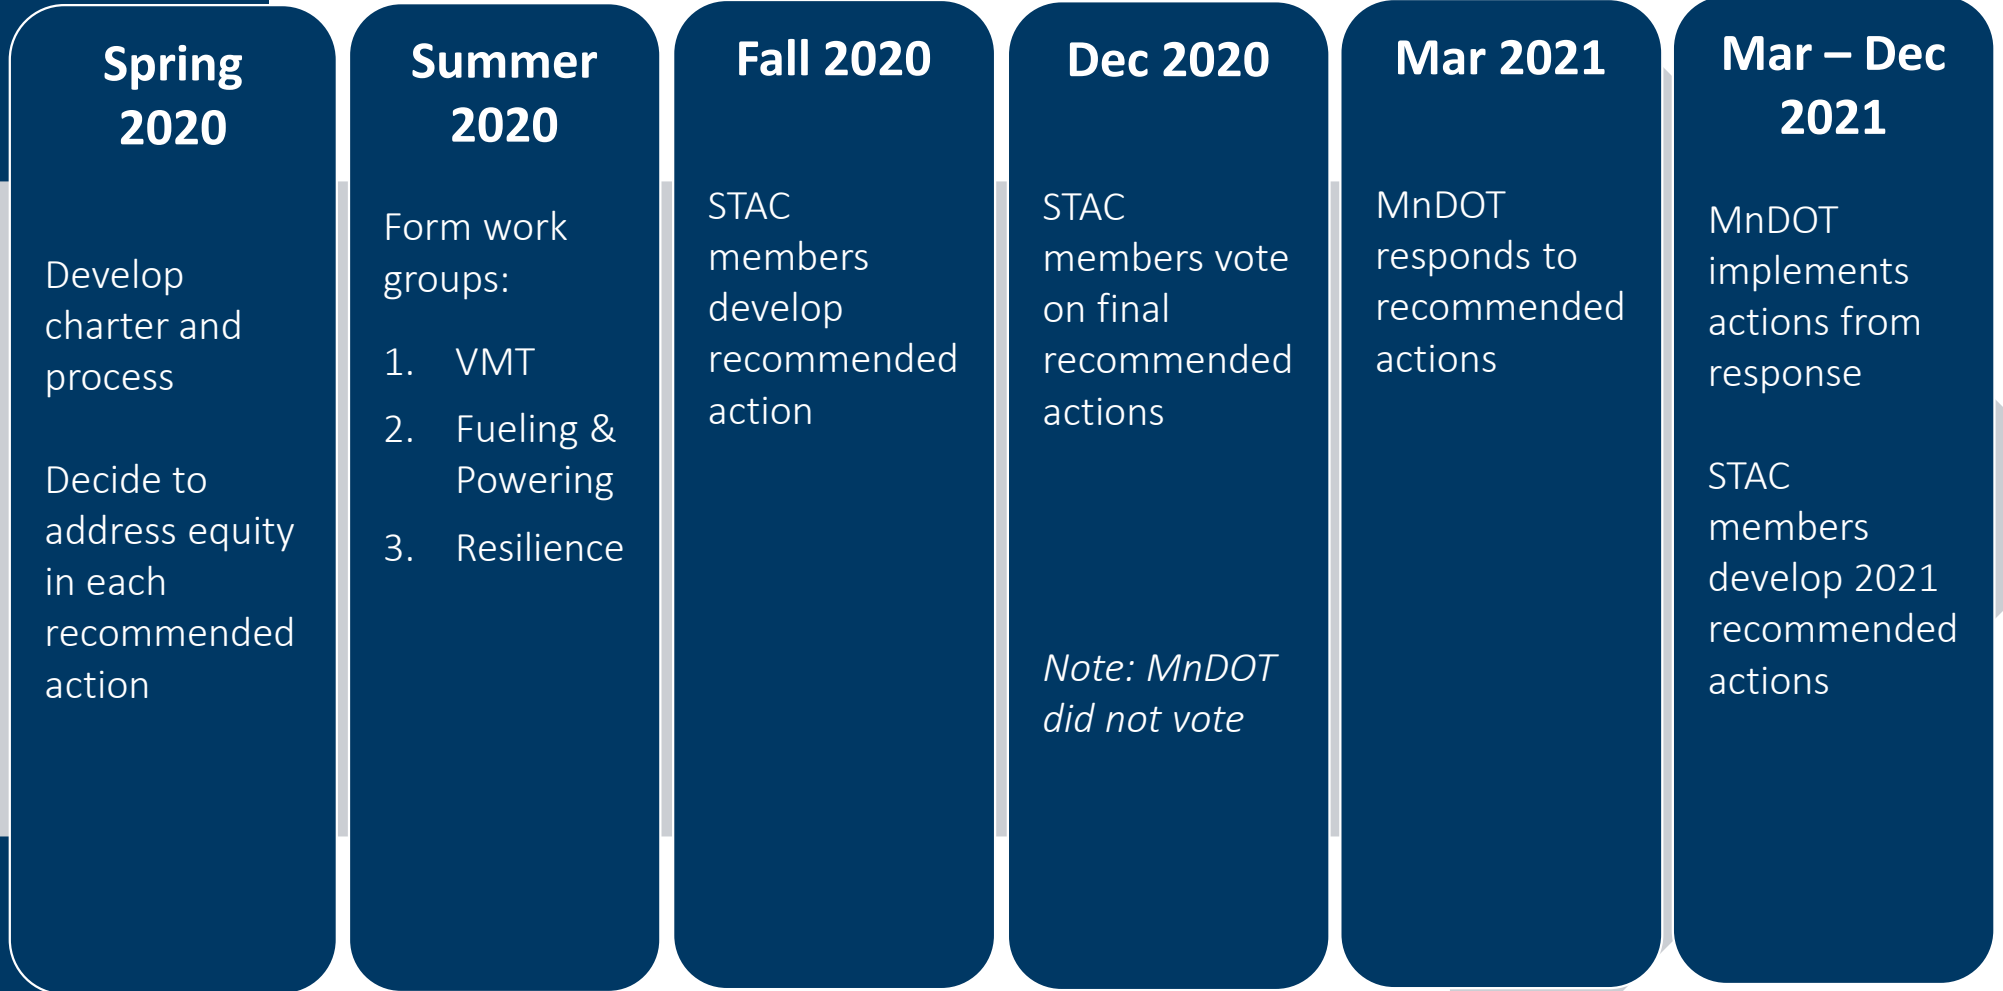 Spring
2020
Develop
charter and
process
Decide to
address equity
in each
recommended
action
Summer
2020
Form work
groups:
1. VMT
2. Fueling &
Powering
3. Resilience
Fall 2020
STAC
members
develop
recommended
action
Dec 2020
STAC
members vote
on final
recommended
actions
Note: MnDOT
did not vote
Mar 2021
MnDOT
responds to
recommended
actions
Mar – Dec
2021
MnDOT
implements
actions from
response
STAC
members
develop 2021
recommended
actions